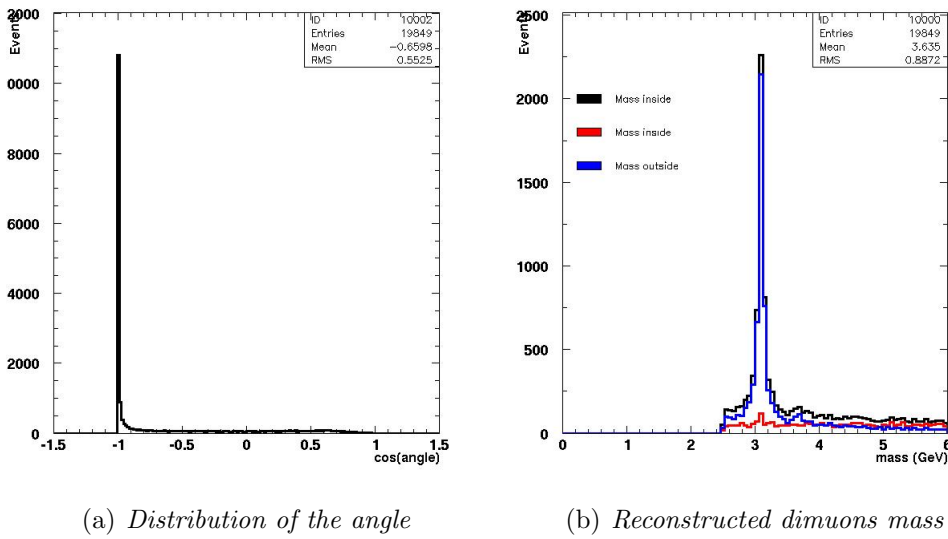 ID 10002
Entries 19849
Mean -0.6598
RMS 0.5525
Events
0000
8000
6000
4000
2000
0
-1.5 -1 -0.5 0 0.5 1 1.5
cos(angle)
ID 10000
Entries 19849
Mean 3.635
RMS 0.8872
Events
2500
2000
1500
1000
500
0
Mass inside
Mass inside
Mass outside
0 1 2 3 4 5 6
mass (GeV)
(a) Distribution of the angle
(b) Reconstructed dimuons mass